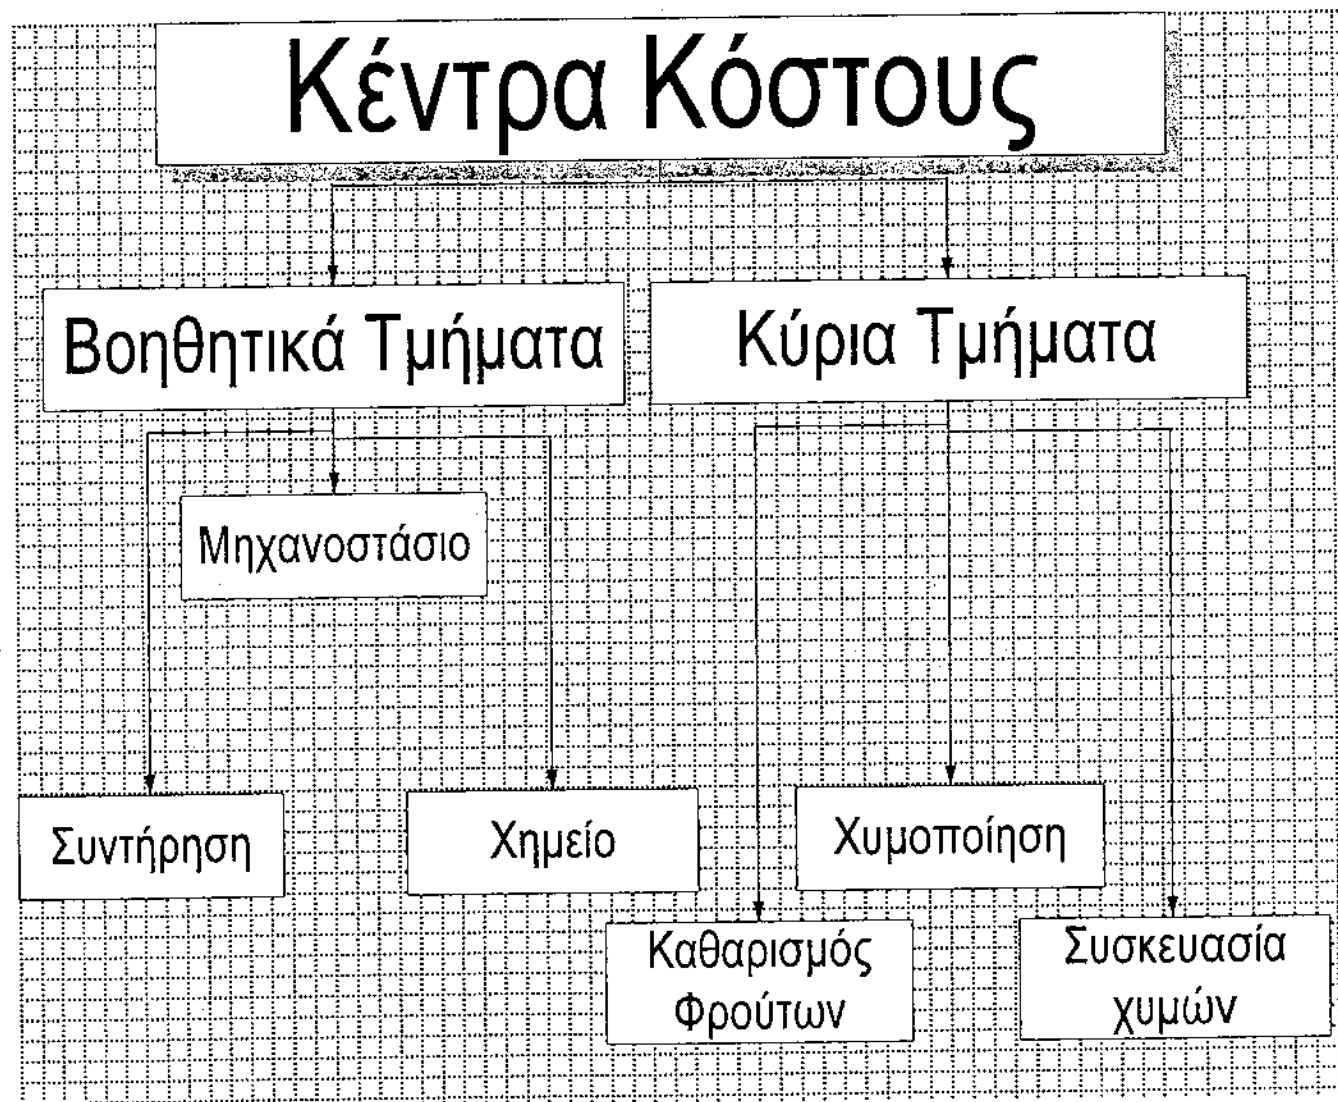 Κέντρα Κόστους
Βοηθητικά Τμήματα
Κύρια Τμήματα
Μηχανοστάσιο
Συντήρηση
Χημείο
Χυμοποίηση
Καθαρισμός
Φρούτων
Συσκευασία
χυμών